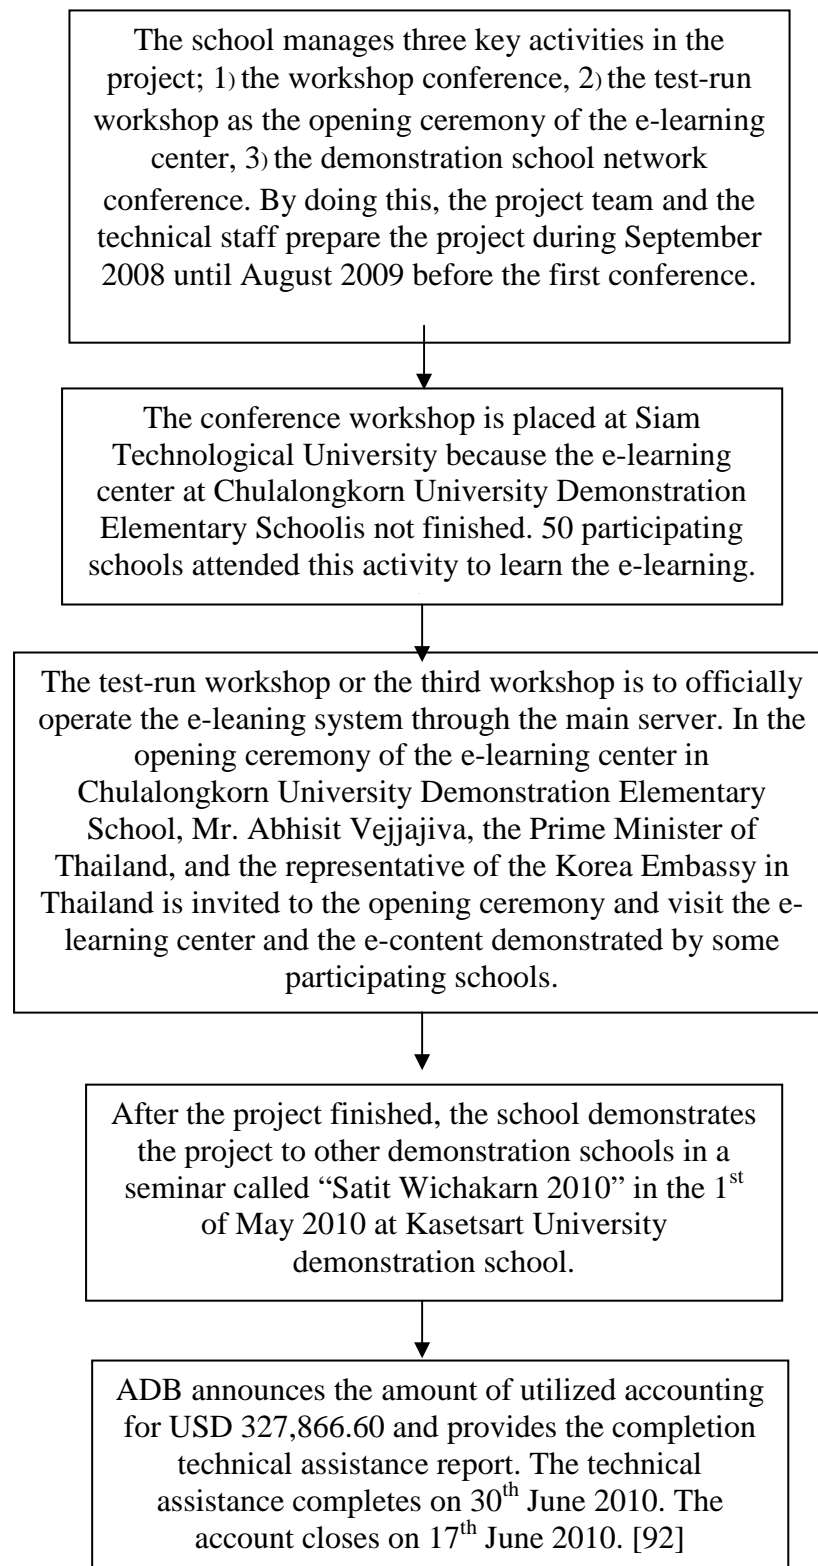 The school manages three key activities in the
project; 1) the workshop conference, 2) the test-run
workshop as the opening ceremony of the e-learning
center, 3) the demonstration school network
conference. By doing this, the project team and the
technical staff prepare the project during September
2008 until August 2009 before the first conference.
The conference workshop is placed at Siam
Technological University because the e-learning
center at Chulalongkorn University Demonstration
Elementary Schoolis not finished. 50 participating
schools attended this activity to learn the e-learning.
The test-run workshop or the third workshop is to officially
operate the e-leaning system through the main server. In the
opening ceremony of the e-learning center in
Chulalongkorn University Demonstration Elementary
School, Mr. Abhisit Vejjajiva, the Prime Minister of
Thailand, and the representative of the Korea Embassy in
Thailand is invited to the opening ceremony and visit the e-
learning center and the e-content demonstrated by some
participating schools.
After the project finished, the school demonstrates
the project to other demonstration schools in a
seminar called “Satit Wichakarn 2010” in the 1st
of May 2010 at Kasetsart University
demonstration school.
ADB announces the amount of utilized accounting
for USD 327,866.60 and provides the completion
technical assistance report. The technical
assistance completes on 30th June 2010. The
account closes on 17th June 2010. [92]